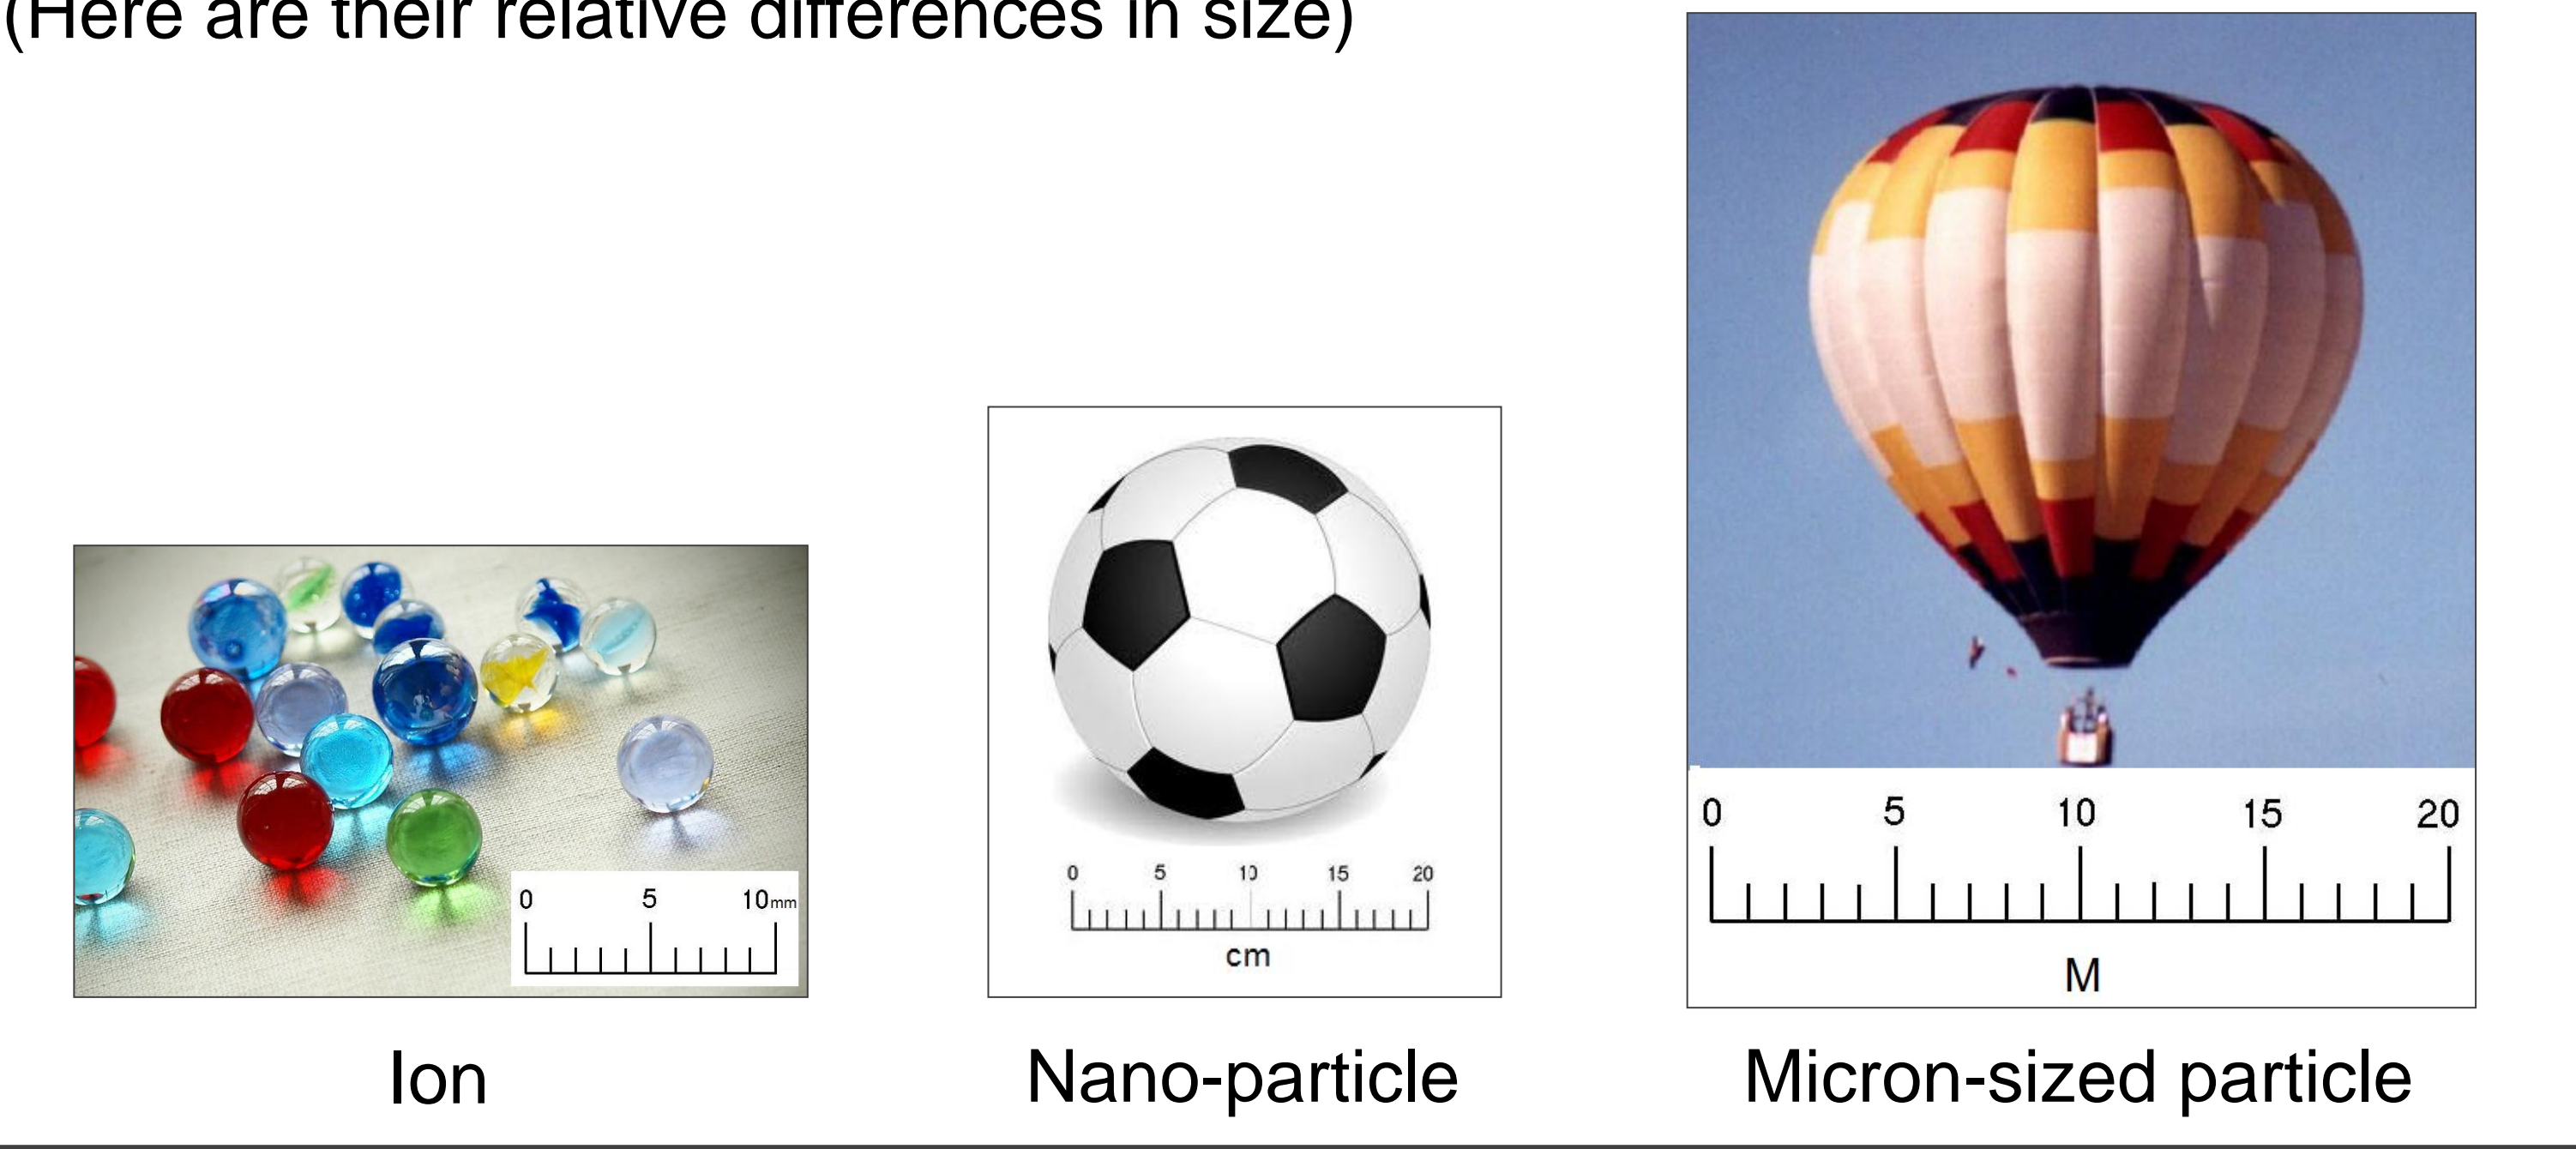 (Here are their relative differences in size)
0 5 10mm
0 5 10 15 20
cm
0 5 10 15 20
M
Ion
Nano-particle
Micron-sized particle